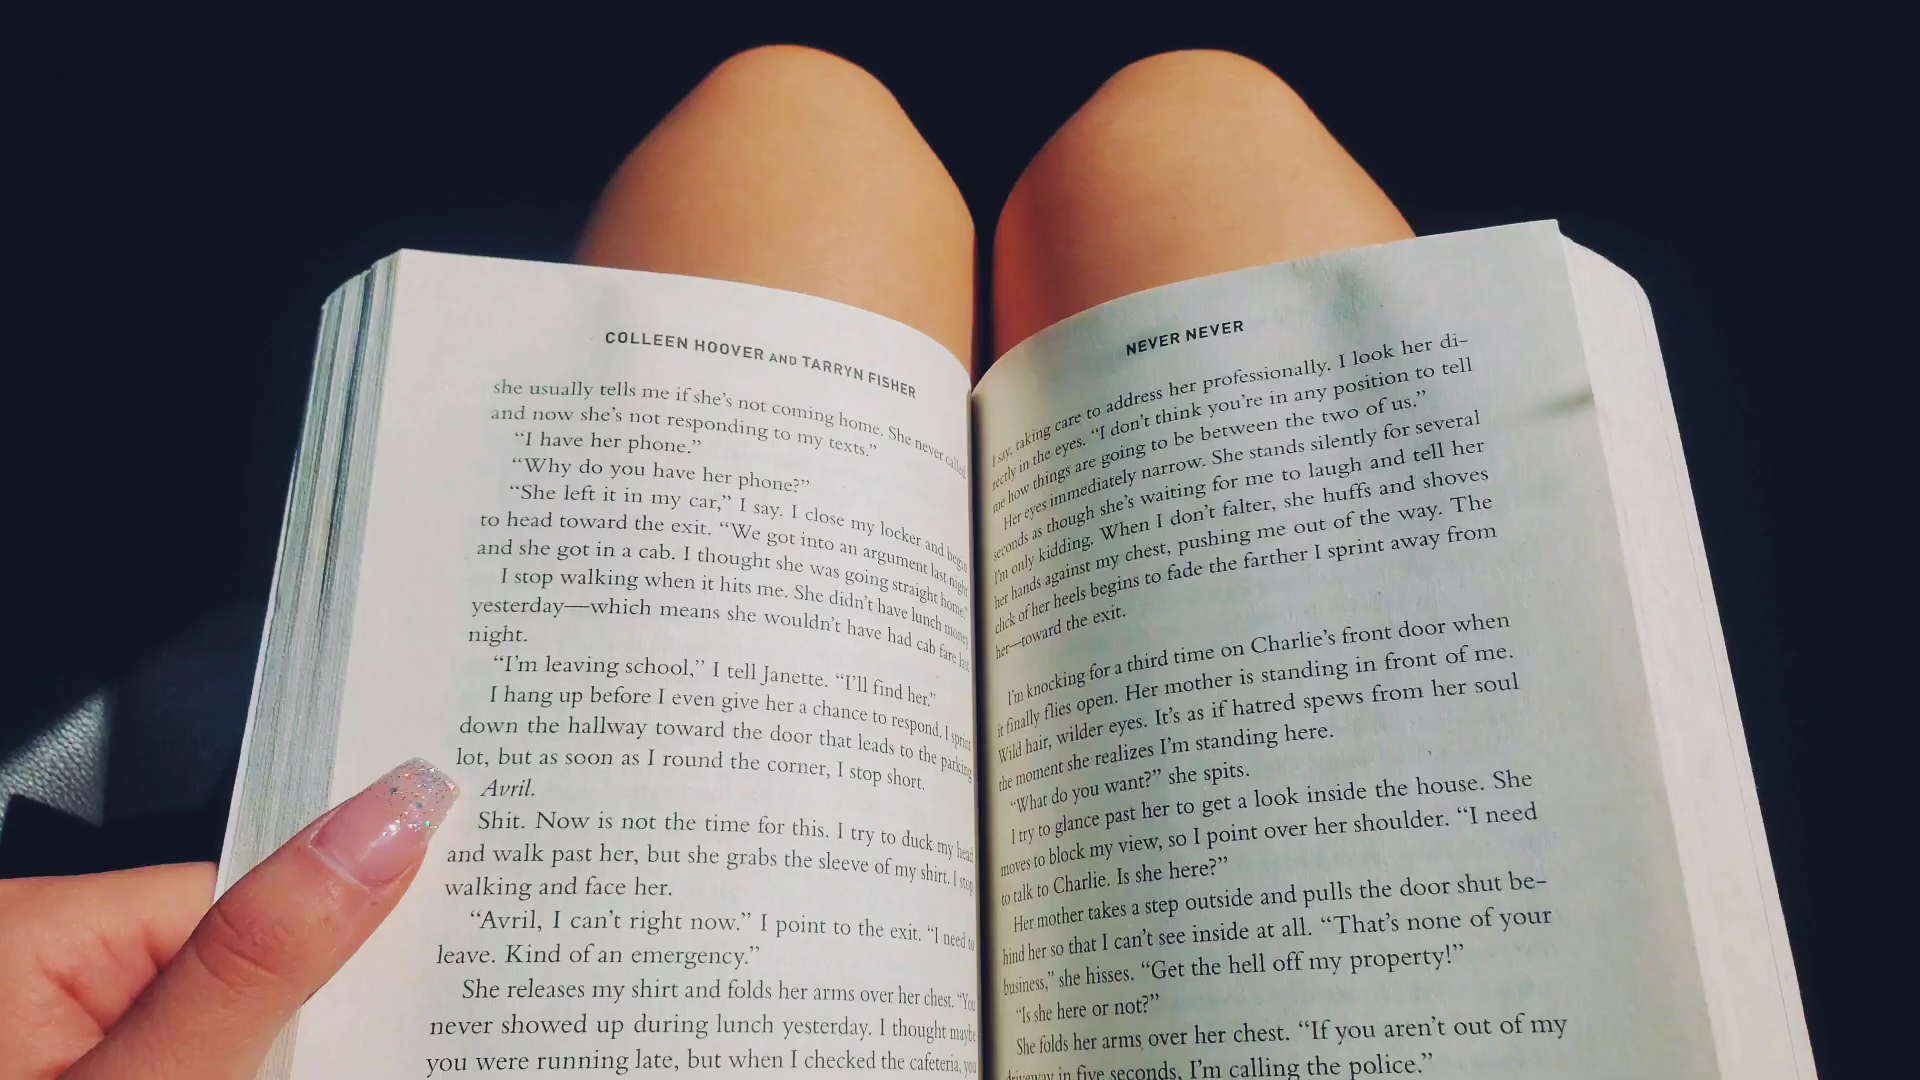 COLLEEN HOOVER AND TARRYN FISHER
she usually tells me if she's not coming home. She never called
and now she's not responding to my texts.”
“I have her phone.”
“Why do you have her phone?”
“She left it in my car,” I say. I close my locker and begin
to head toward the exit. “We got into an argument last night
and she got in a cab. I thought she was going straight home.”
I stop walking when it hits me. She didn't have lunch money
yesterday—which means she wouldn't have had cab fare last
night.
“I'm leaving school,” I tell Janette. “I'll find her.”
I hang up before I even give her a chance to respond. I sprint
down the hallway toward the door that leads to the parking
lot, but as soon as I round the corner, I stop short.
Avril.
Shit. Now is not the time for this. I try to duck my head
and walk past her, but she grabs the sleeve of my shirt. I stop
walking and face her.
“Avril, I can't right now.” I point to the exit. “I need to
leave. Kind of an emergency.”
She releases my shirt and folds her arms over her chest. “You
never showed up during lunch yesterday. I thought maybe
you were running late, but when I checked the cafeteria, you
NEVER NEVER
I say, taking care to address her professionally. I look her di-
rectly in the eyes. “I don't think you're in any position to tell
me how things are going to be between the two of us.”
Her eyes immediately narrow. She stands silently for several
seconds as though she's waiting for me to laugh and tell her
I'm only kidding. When I don't falter, she huffs and shoves
her hands against my chest, pushing me out of the way. The
click of her heels begins to fade the farther I sprint away from
her—toward the exit.
I'm knocking for a third time on Charlie's front door when
it finally flies open. Her mother is standing in front of me.
Wild hair, wilder eyes. It's as if hatred spews from her soul
the moment she realizes I'm standing here.
“What do you want?” she spits.
I try to glance past her to get a look inside the house. She
moves to block my view, so I point over her shoulder. “I need
to talk to Charlie. Is she here?”
Her mother takes a step outside and pulls the door shut be-
hind her so that I can't see inside at all. “That's none of your
business,” she hisses. “Get the hell off my property!”
“Is she here or not?”
She folds her arms over her chest. “If you aren't out of my
driveway in five seconds, I'm calling the police.”